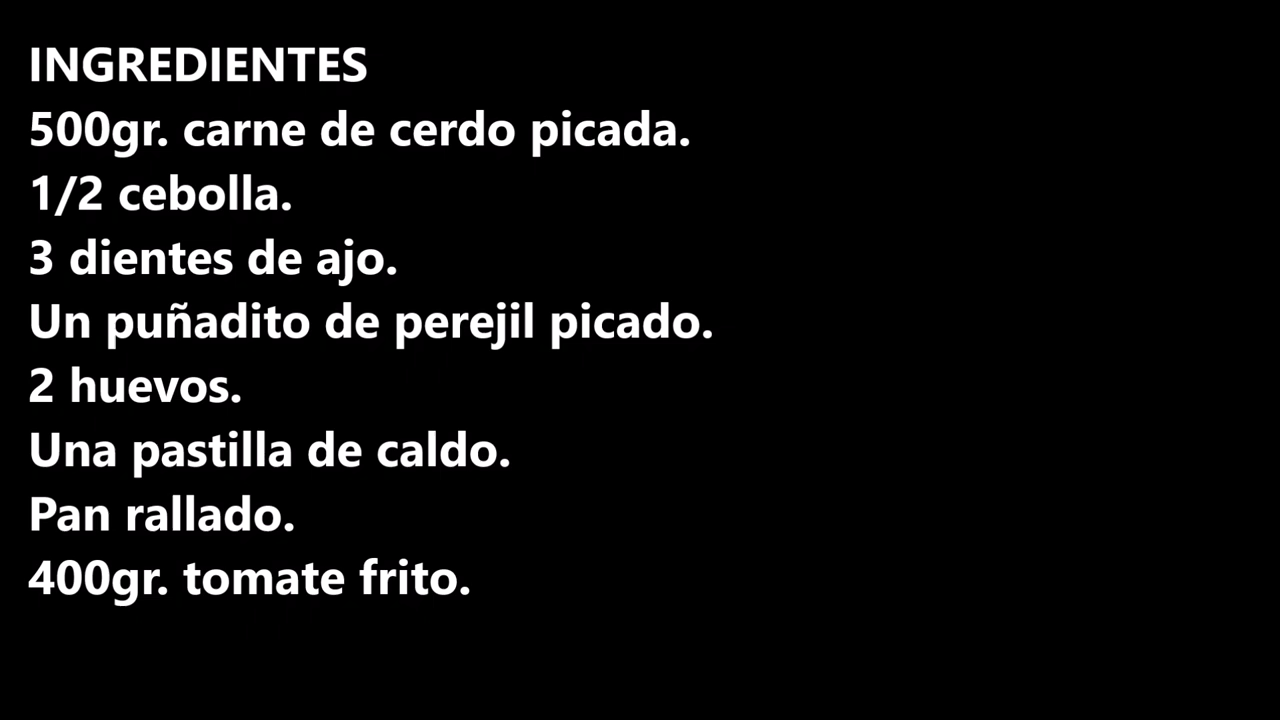 INGREDIENTES
500gr. carne de cerdo picada.
1/2 cebolla.
3 dientes de ajo.
Un puñadito de perejil picado.
2 huevos.
Una pastilla de caldo.
Pan rallado.
400gr. tomate frito.